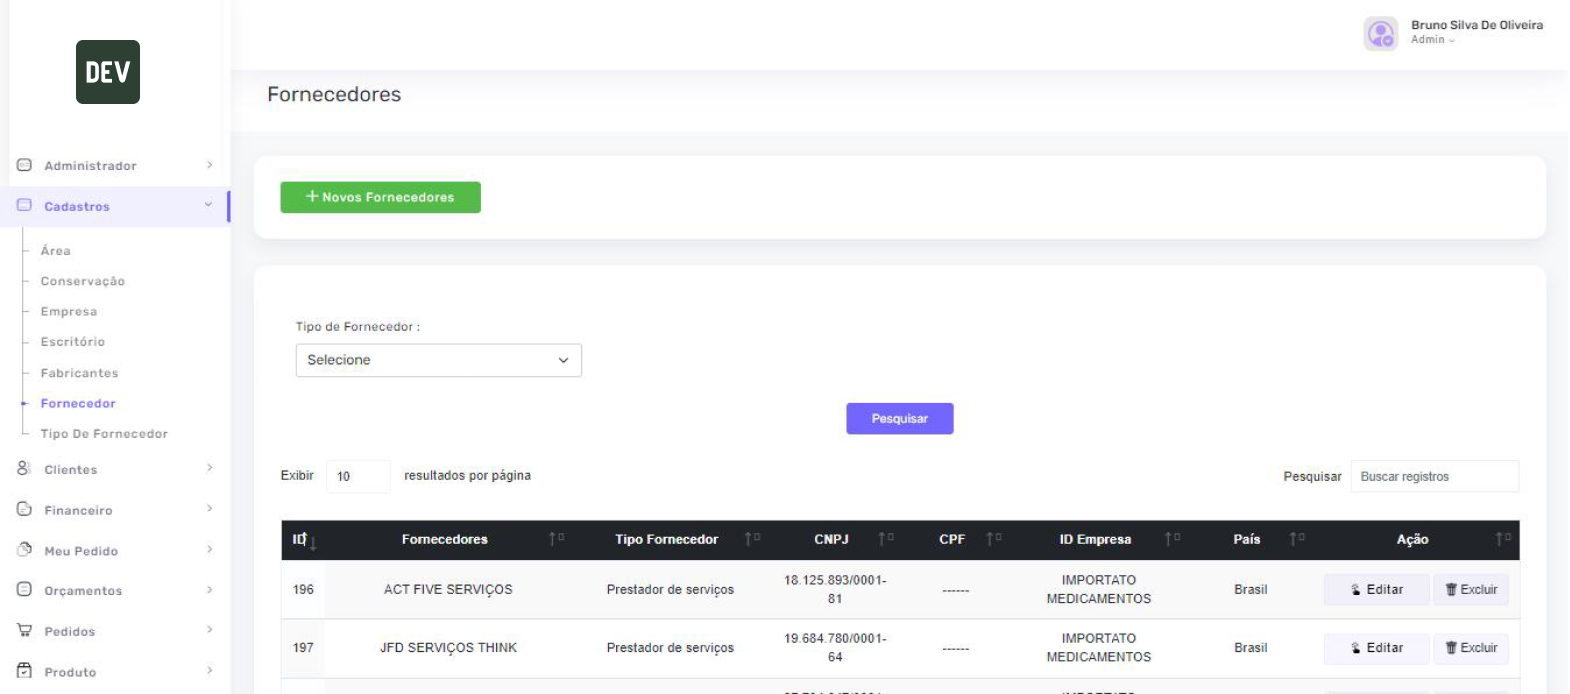 Bruno Silva De Oliveira
Admin
DEV
Fornecedores
Administrador
Cadastros
Área
Conservação
Empresa
Escritório
Fabricantes
Fornecedor
Tipo De Fornecedor
Clientes
Financeiro
Meu Pedido
Orçamentos
Pedidos
Produto
+ Novos Fornecedores
Tipo de Fornecedor :
Selecione
Pesquisar
Exibir 10 resultados por página
Pesquisar Buscar registros
ID Fornecedores Tipo Fornecedor CNPJ CPF ID Empresa País Ação
196 ACT FIVE SERVIÇOS Prestador de serviços 18.125.893/0001-81 ------ IMPORTATO MEDICAMENTOS Brasil Editar Excluir
197 JFD SERVIÇOS THINK Prestador de serviços 19.684.780/0001-64 ------ IMPORTATO MEDICAMENTOS Brasil Editar Excluir